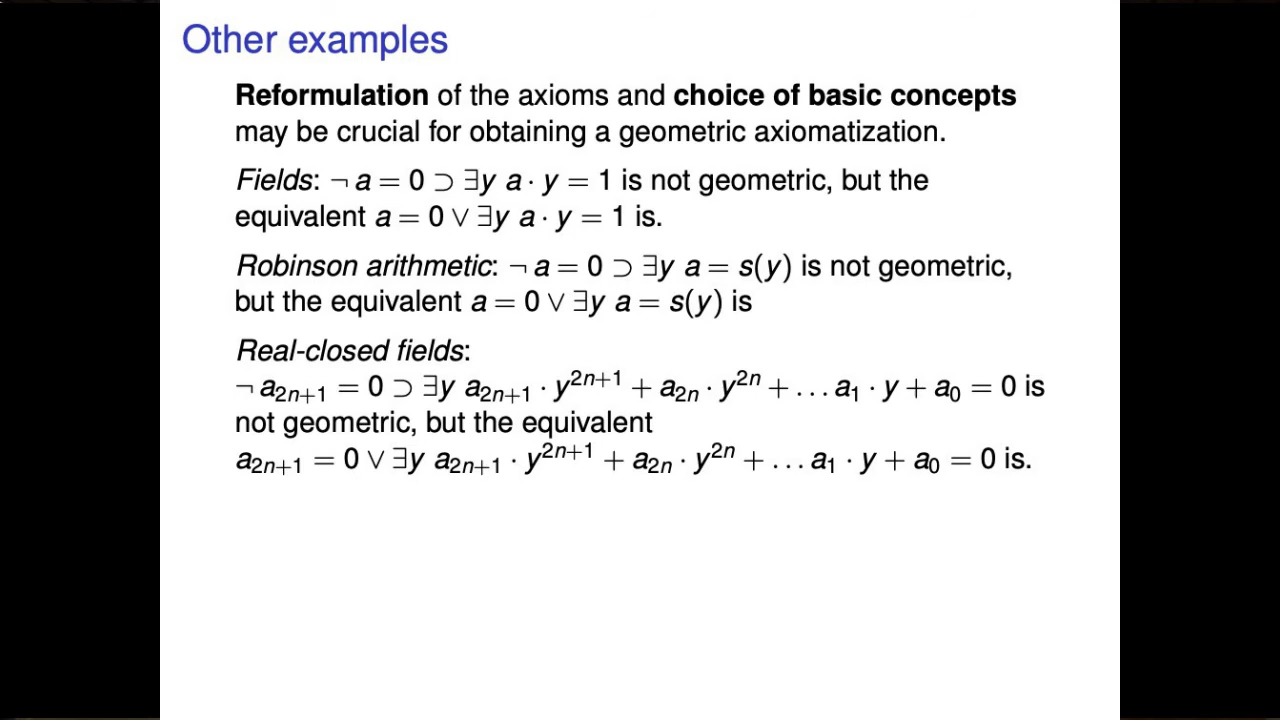 Other examples
Reformulation of the axioms and choice of basic concepts
may be crucial for obtaining a geometric axiomatization.
Fields: ¬ a = 0 ⊃ ∃y a · y = 1 is not geometric, but the
equivalent a = 0 ∨ ∃y a · y = 1 is.
Robinson arithmetic: ¬ a = 0 ⊃ ∃y a = s(y) is not geometric,
but the equivalent a = 0 ∨ ∃y a = s(y) is
Real-closed fields:
¬ a₂ₙ₊₁ = 0 ⊃ ∃y a₂ₙ₊₁ · y²ⁿ⁺¹ + a₂ₙ · y²ⁿ + … a₁ · y + a₀ = 0 is
not geometric, but the equivalent
a₂ₙ₊₁ = 0 ∨ ∃y a₂ₙ₊₁ · y²ⁿ⁺¹ + a₂ₙ · y²ⁿ + … a₁ · y + a₀ = 0 is.